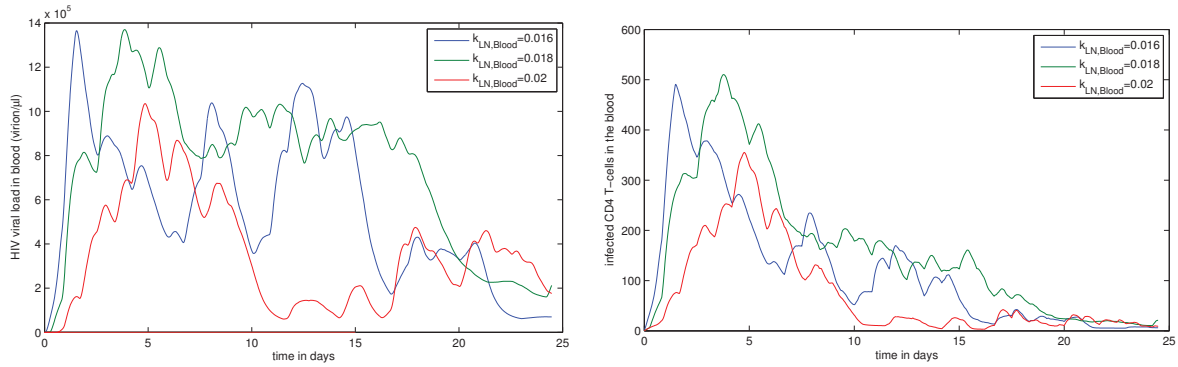 x 10⁵
14
12
10
8
6
4
2
0
HIV viral load in blood (virion/µl)
0 5 10 15 20 25
time in days
k_LN,Blood=0.016
k_LN,Blood=0.018
k_LN,Blood=0.02
600
500
400
300
200
100
0
infected CD4 T-cells in the blood
0 5 10 15 20 25
time in days
k_LN,Blood=0.016
k_LN,Blood=0.018
k_LN,Blood=0.02